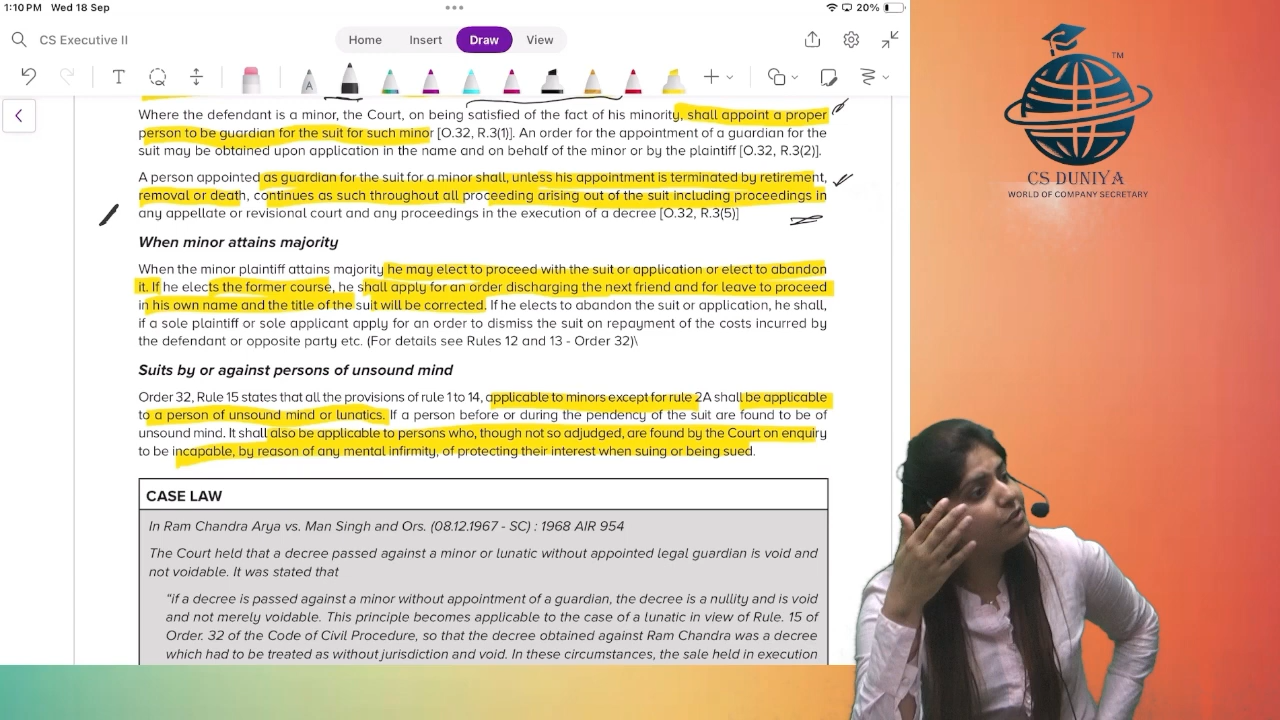 1:10 PM Wed 18 Sep
20%
CS Executive II
Home Insert Draw View
Where the defendant is a minor, the Court, on being satisfied of the fact of his minority, shall appoint a proper
person to be guardian for the suit for such minor [O.32, R.3(1)]. An order for the appointment of a guardian for the
suit may be obtained upon application in the name and on behalf of the minor or by the plaintiff [O.32, R.3(2)].
A person appointed as guardian for the suit for a minor shall, unless his appointment is terminated by retirement,
removal or death, continues as such throughout all proceeding arising out of the suit including proceedings in
any appellate or revisional court and any proceedings in the execution of a decree [O.32, R.3(5)]
When minor attains majority
When the minor plaintiff attains majority he may elect to proceed with the suit or application or elect to abandon
it. If he elects the former course, he shall apply for an order discharging the next friend and for leave to proceed
in his own name and the title of the suit will be corrected. If he elects to abandon the suit or application, he shall,
if a sole plaintiff or sole applicant apply for an order to dismiss the suit on repayment of the costs incurred by
the defendant or opposite party etc. (For details see Rules 12 and 13 - Order 32)\
Suits by or against persons of unsound mind
Order 32, Rule 15 states that all the provisions of rule 1 to 14, applicable to minors except for rule 2A shall be applicable
to a person of unsound mind or lunatics. If a person before or during the pendency of the suit are found to be of
unsound mind. It shall also be applicable to persons who, though not so adjudged, are found by the Court on enquiry
to be incapable, by reason of any mental infirmity, of protecting their interest when suing or being sued.
CASE LAW
In Ram Chandra Arya vs. Man Singh and Ors. (08.12.1967 - SC) : 1968 AIR 954
The Court held that a decree passed against a minor or lunatic without appointed legal guardian is void and
not voidable. It was stated that
"if a decree is passed against a minor without appointment of a guardian, the decree is a nullity and is void
and not merely voidable. This principle becomes applicable to the case of a lunatic in view of Rule. 15 of
Order. 32 of the Code of Civil Procedure, so that the decree obtained against Ram Chandra was a decree
which had to be treated as without jurisdiction and void. In these circumstances, the sale held in execution
TM
CS DUNIYA
WORLD OF COMPANY SECRETARY